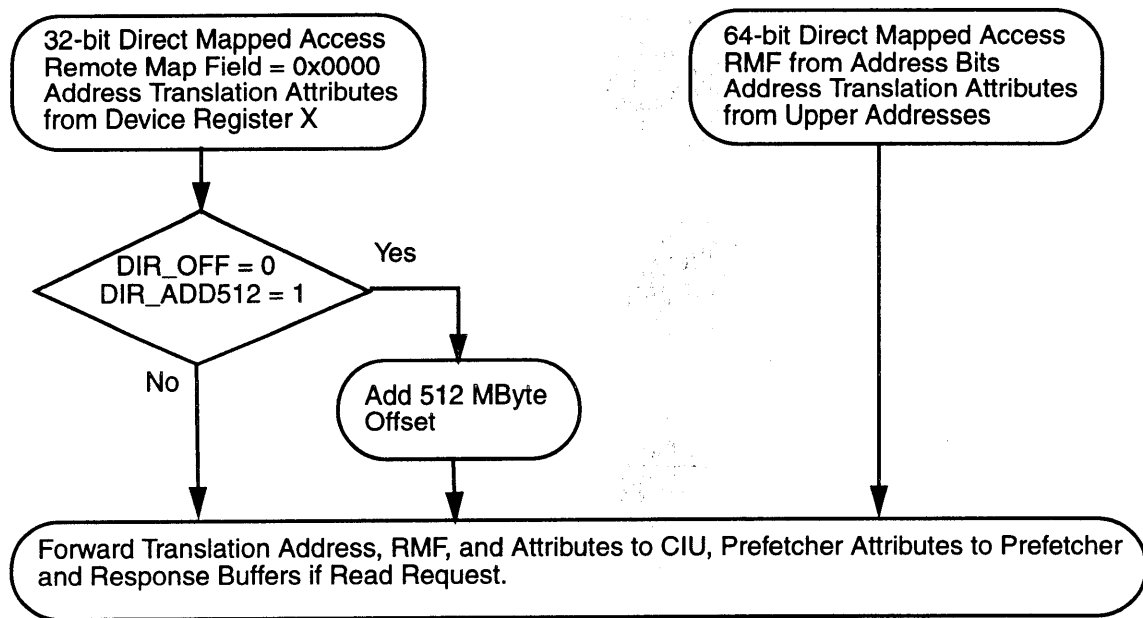 32-bit Direct Mapped Access
Remote Map Field = 0x0000
Address Translation Attributes
from Device Register X
64-bit Direct Mapped Access
RMF from Address Bits
Address Translation Attributes
from Upper Addresses
DIR_OFF = 0
DIR_ADD512 = 1
Yes
No
Add 512 MByte
Offset
Forward Translation Address, RMF, and Attributes to CIU, Prefetcher Attributes to Prefetcher
and Response Buffers if Read Request.